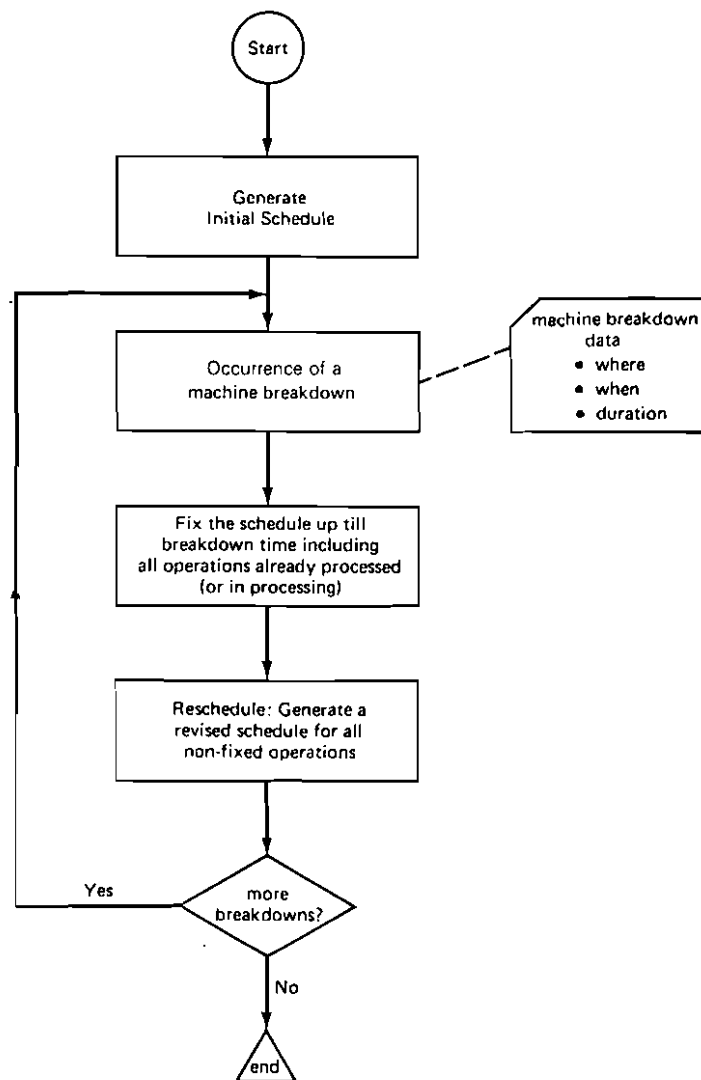 Start
Generate
Initial Schedule
Occurrence of a
machine breakdown
machine breakdown
data
• where
• when
• duration
Fix the schedule up till
breakdown time including
all operations already processed
(or in processing)
Reschedule: Generate a
revised schedule for all
non-fixed operations
more
breakdowns?
Yes
No
end